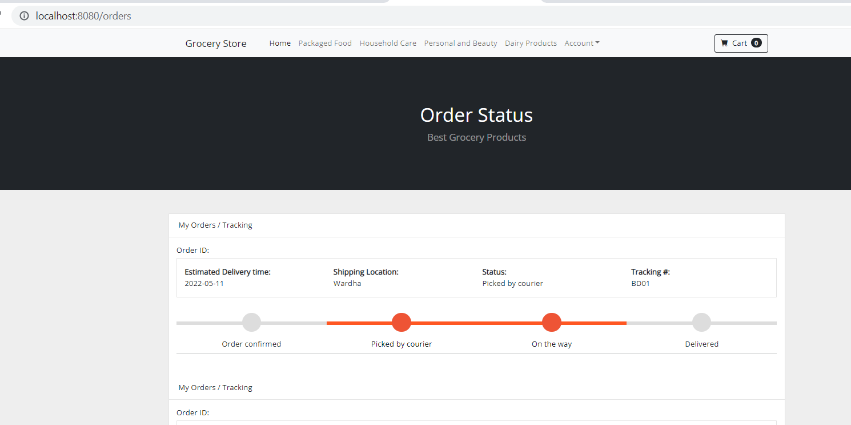 localhost:8080/orders
Grocery Store Home Packaged Food Household Care Personal and Beauty Dairy Products Account Cart 0
Order Status
Best Grocery Products
My Orders / Tracking
Order ID:
Estimated Delivery time: Shipping Location: Status: Tracking #:
2022-05-11 Wardha Picked by courier BD01
Order confirmed Picked by courier On the way Delivered
My Orders / Tracking
Order ID: